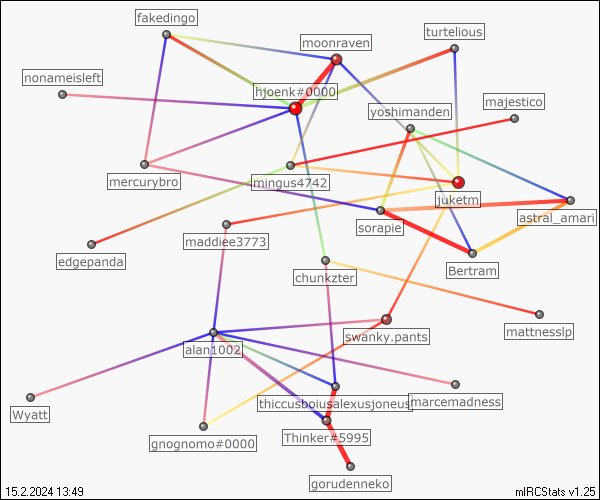 fakedingo
turtelious
moonraven
nonameisleft
hjoenk#0000
majestico
yoshimanden
mercurybro
mingus4742
juketm
astral_amari
sorapie
maddiee3773
edgepanda
Bertram
chunkzter
mattnesslp
swanky.pants
alan1002
thiccusboiusalexusjoneus
marcemadness
Wyatt
gnognomo#0000
Thinker#5995
gorudenneko
15.2.2024 13:49
mIRCStats v1.25